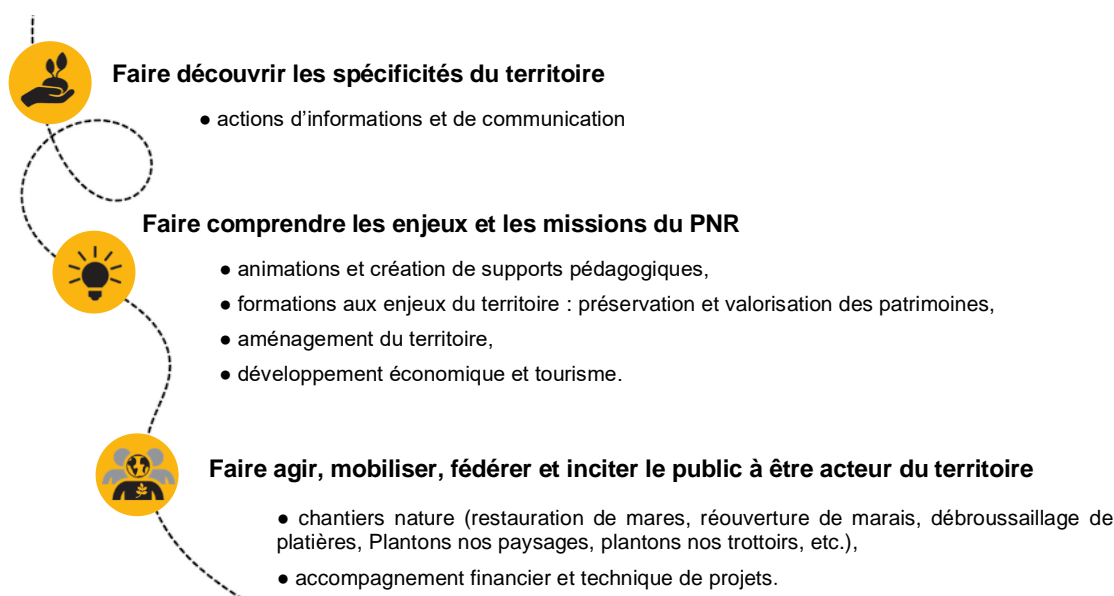 Faire découvrir les spécificités du territoire
● actions d’informations et de communication
Faire comprendre les enjeux et les missions du PNR
● animations et création de supports pédagogiques,
● formations aux enjeux du territoire : préservation et valorisation des patrimoines,
● aménagement du territoire,
● développement économique et tourisme.
Faire agir, mobiliser, fédérer et inciter le public à être acteur du territoire
● chantiers nature (restauration de mares, réouverture de marais, débroussaillage de
platières, Plantons nos paysages, plantons nos trottoirs, etc.),
● accompagnement financier et technique de projets.